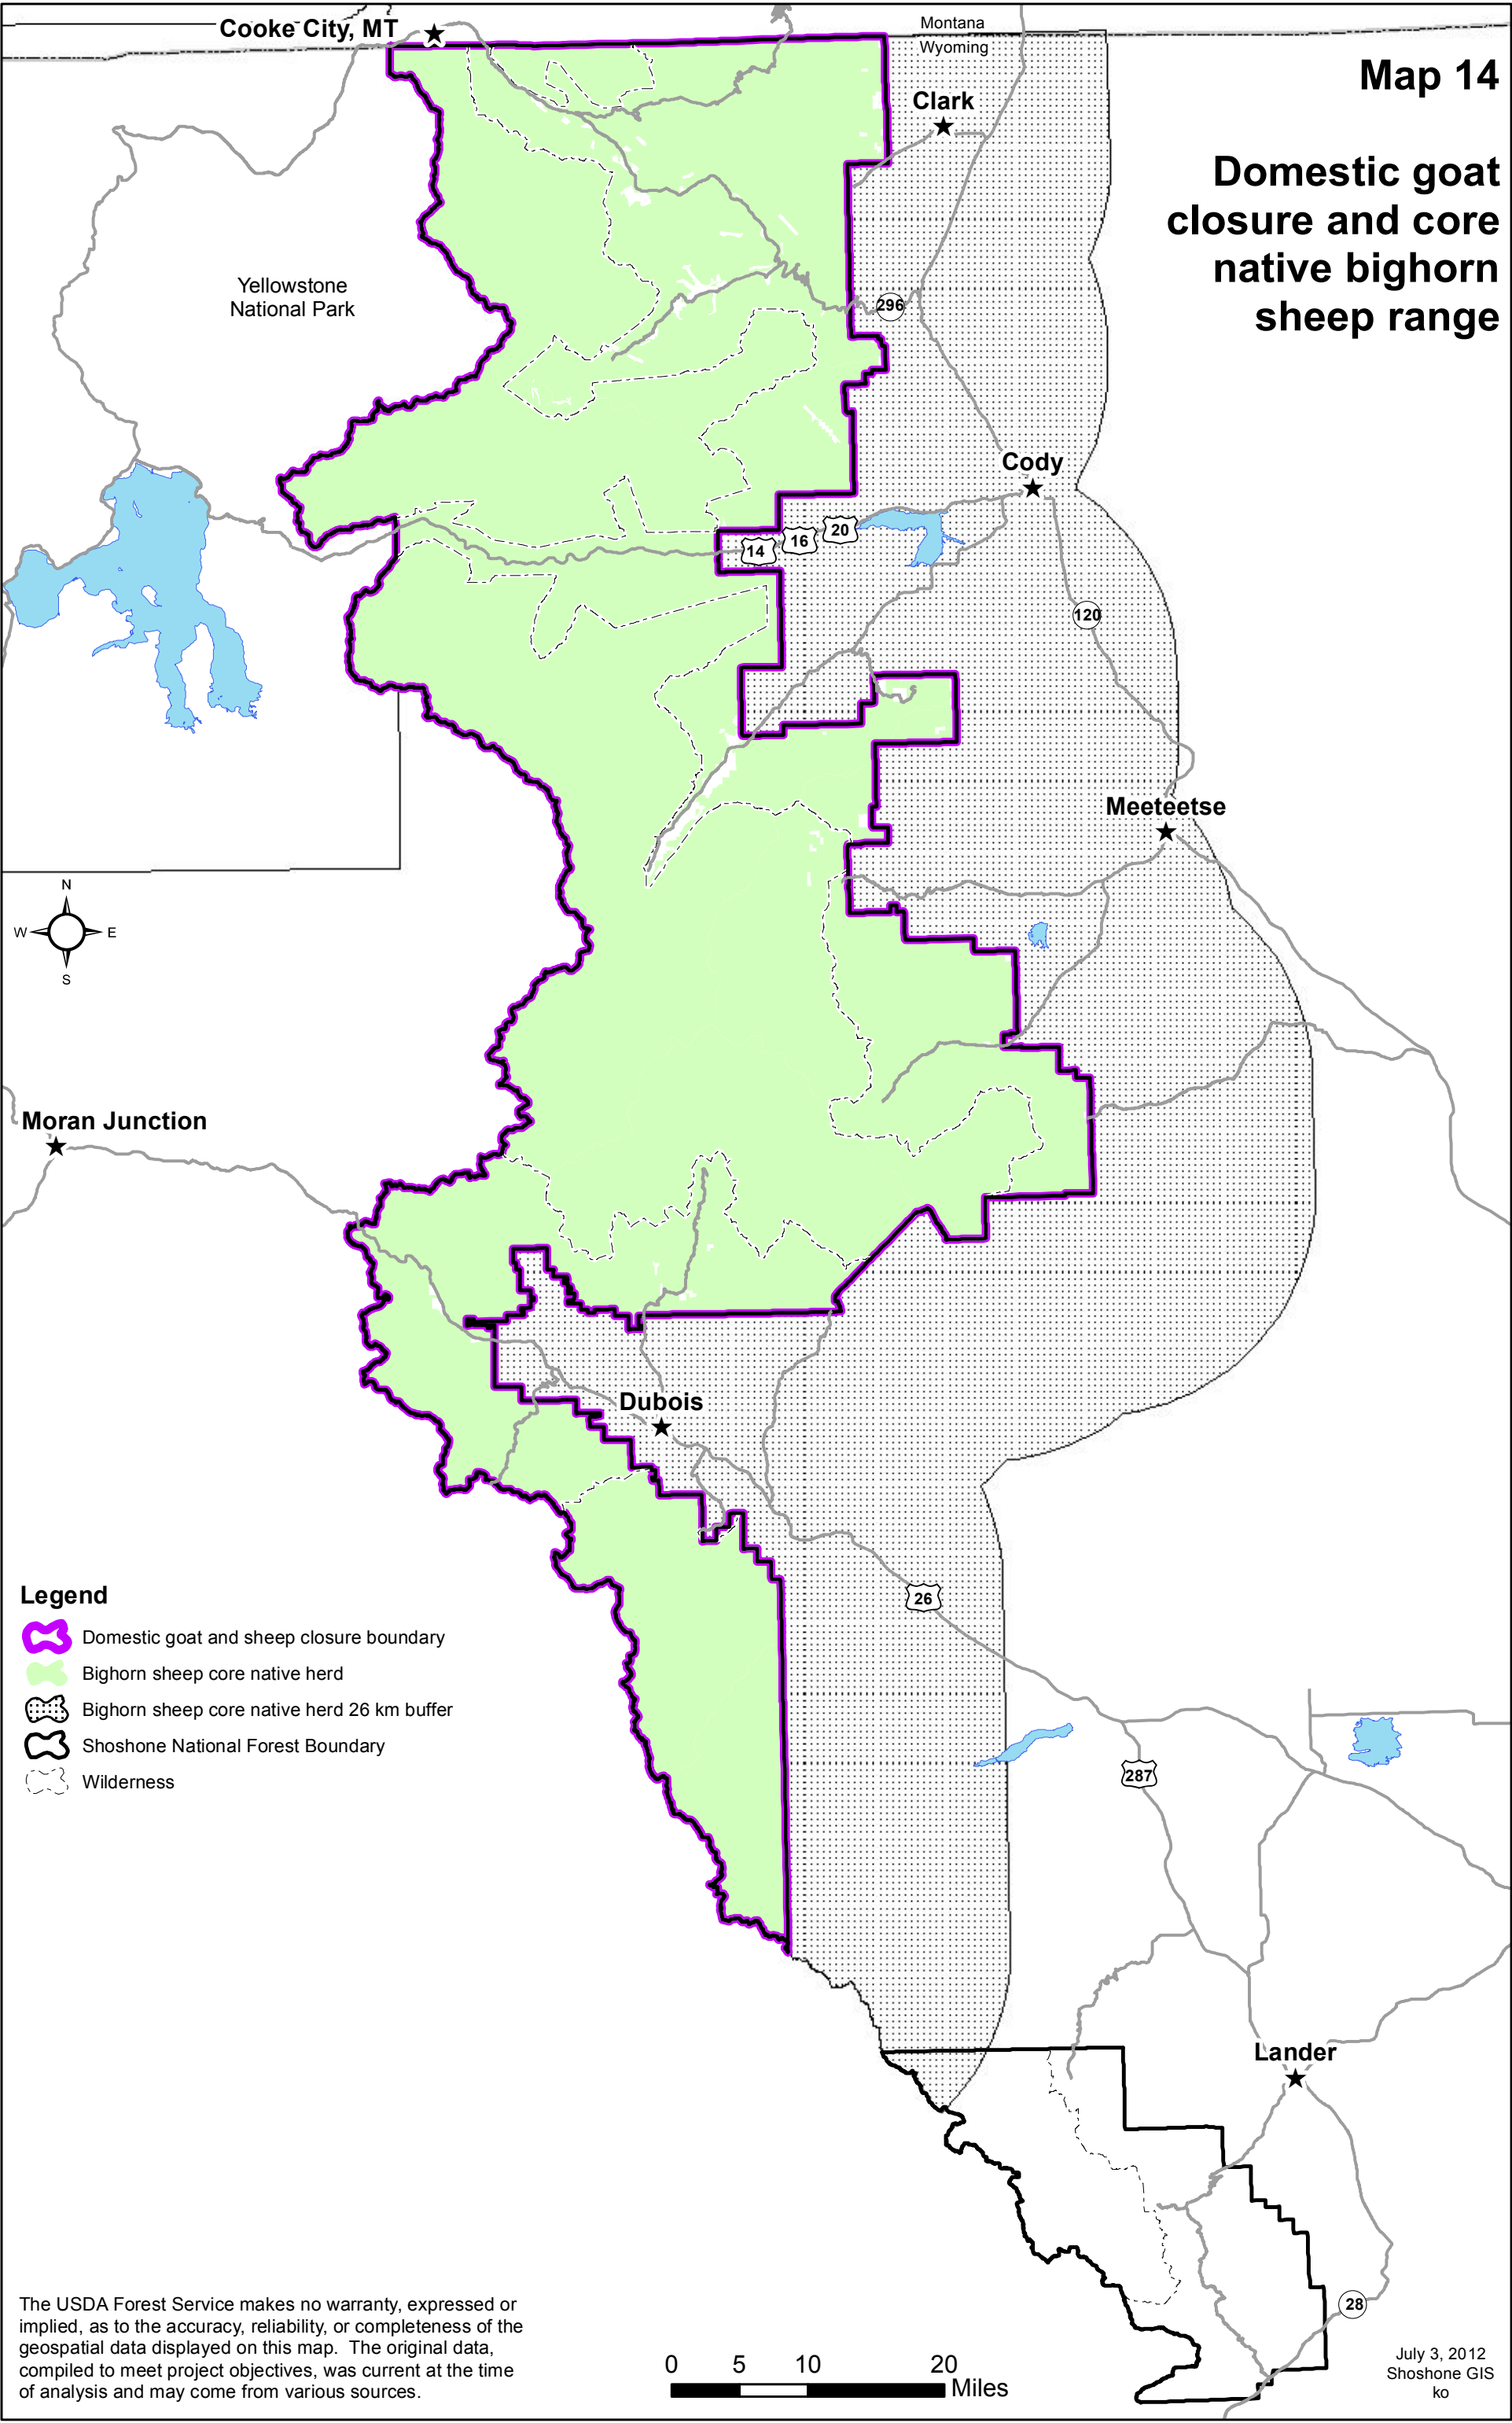 Cooke City, MT
Montana
Wyoming
Map 14
Domestic goat
closure and core
native bighorn
sheep range
Clark
Yellowstone
National Park
296
Cody
20
16
14
120
Meeteetse
N
W
E
S
Moran Junction
Dubois
26
Legend
Domestic goat and sheep closure boundary
Bighorn sheep core native herd
Bighorn sheep core native herd 26 km buffer
Shoshone National Forest Boundary
Wilderness
287
Lander
28
The USDA Forest Service makes no warranty, expressed or
implied, as to the accuracy, reliability, or completeness of the
geospatial data displayed on this map. The original data,
compiled to meet project objectives, was current at the time
of analysis and may come from various sources.
0 5 10 20
Miles
July 3, 2012
Shoshone GIS
ko